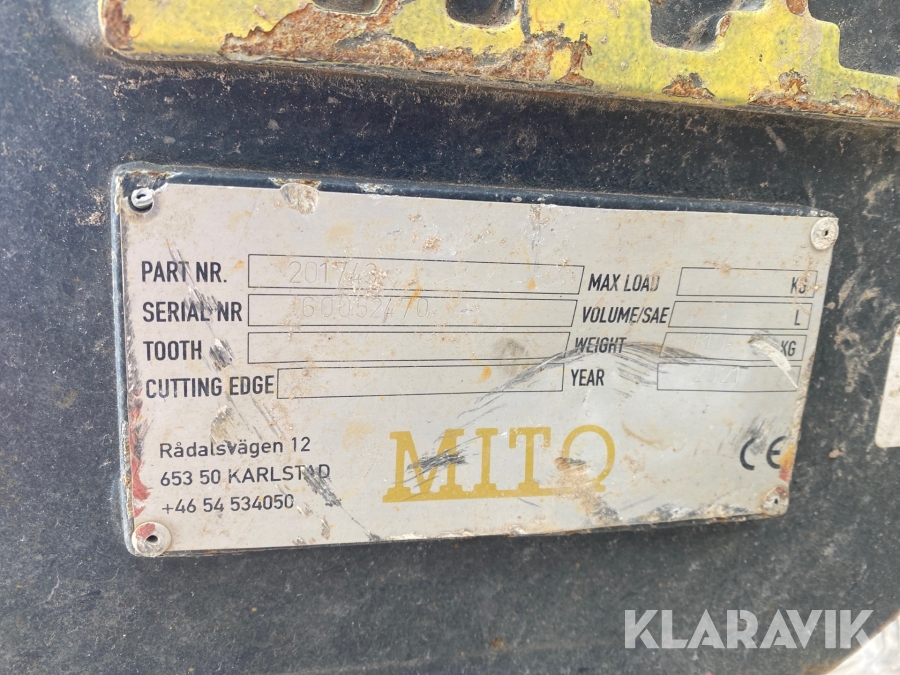 PART NR. MAX LOAD KG
SERIAL NR VOLUME/SAE L
TOOTH WEIGHT KG
CUTTING EDGE YEAR
Rådalsvägen 12
653 50 KARLSTAD
+46 54 534050
MITO
CE
KLARAVIK